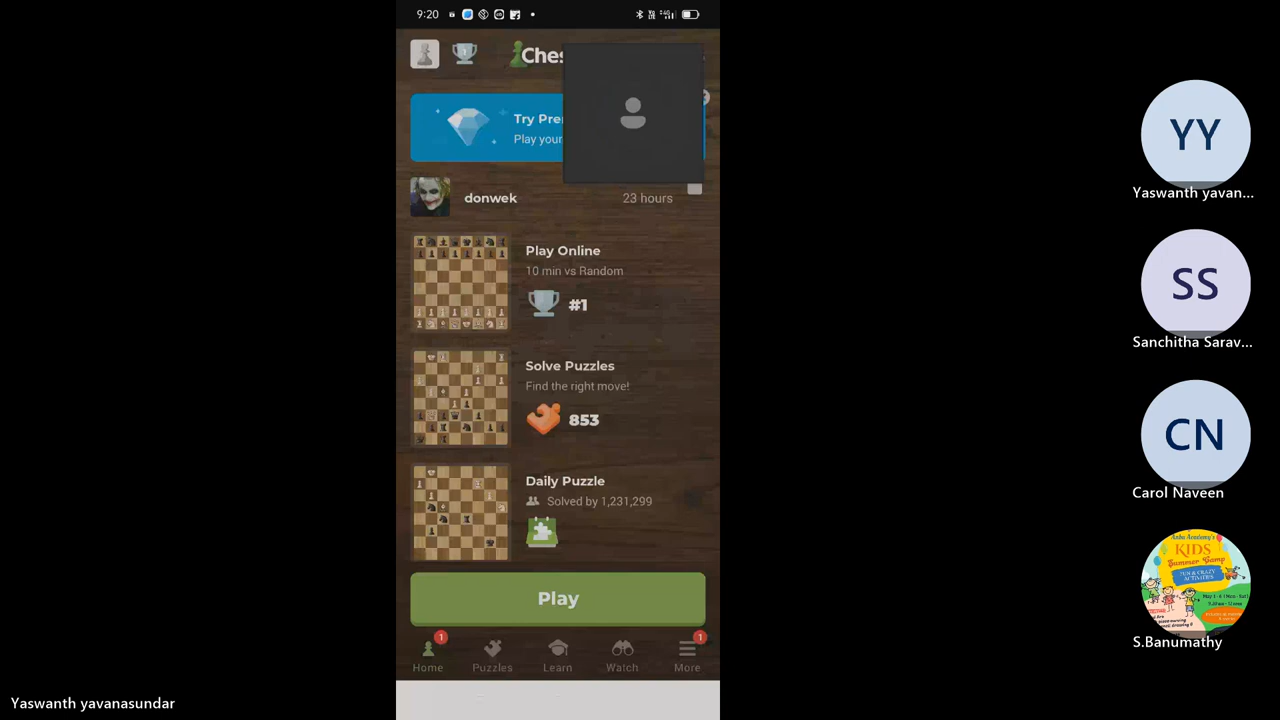 9:20
Ches
Try Pre
Play your
donwek
23 hours
Play Online
10 min vs Random
#1
Solve Puzzles
Find the right move!
853
Daily Puzzle
Solved by 1,231,299
Play
1
1
Home
Puzzles
Learn
Watch
More
YY
Yaswanth yavan...
SS
Sanchitha Sarav...
CN
Carol Naveen
KIDS
Summer Camp
S.Banumathy
Yaswanth yavanasundar